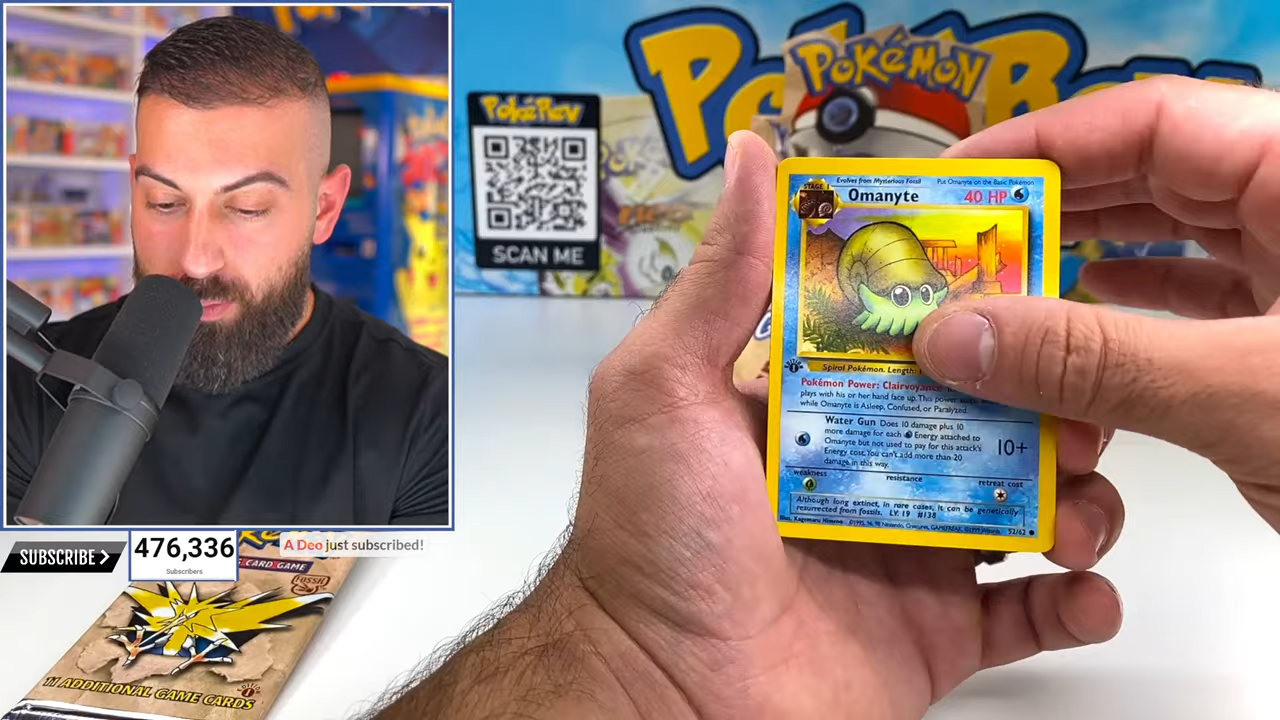 PokéRev
SCAN ME
POKéMON
STAGE 1
Evolves from Mysterious Fossil
Put Omanyte on the Basic Pokémon
Omanyte 40 HP
Spiral Pokémon. Length:
Pokémon Power: Clairvoyance
plays with his or her hand face up. This power
while Omanyte is Asleep, Confused, or Paralyzed.
Water Gun Does 10 damage plus 10
more damage for each Energy attached to
Omanyte but not used to pay for this attack's
Energy cost. You can't add more than 20
damage in this way.
10+
weakness
resistance
retreat cost
Although long extinct, in rare cases, it can be genetically
resurrected from fossils. LV. 19 #138
52/62
SUBSCRIBE
476,336
Subscribers
A Deo just subscribed!
CARD GAME
FOSSIL
11 ADDITIONAL GAME CARDS
EDITION 1